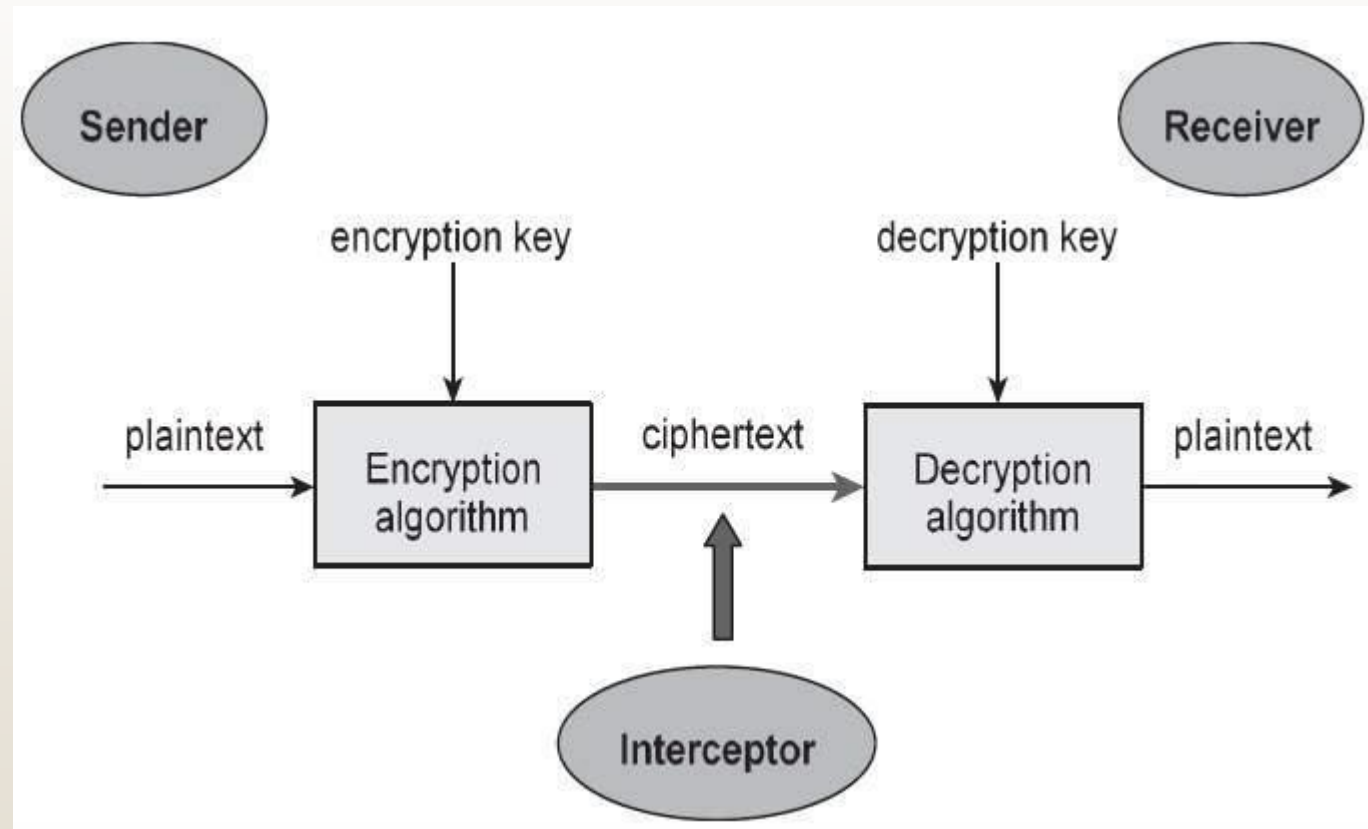 Sender
Receiver
encryption key
decryption key
plaintext
Encryption
algorithm
ciphertext
Decryption
algorithm
plaintext
Interceptor